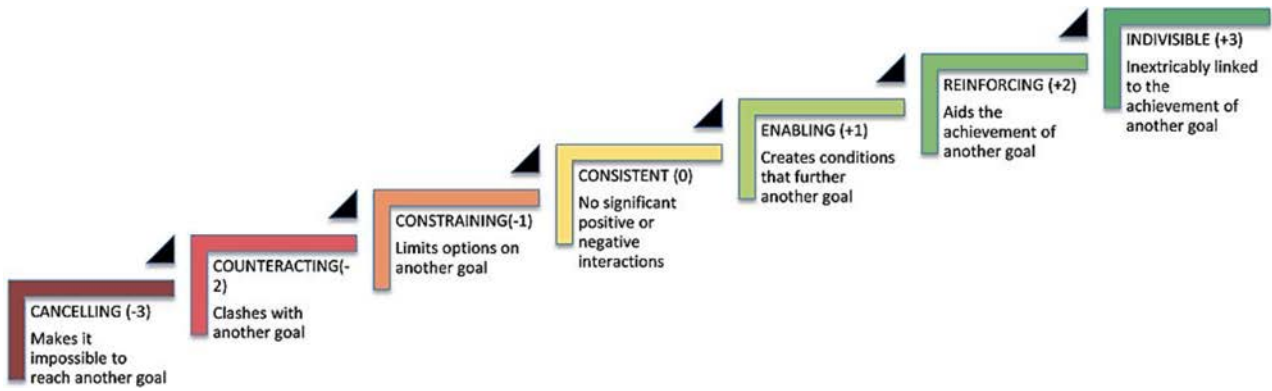 CANCELLING (-3)
Makes it
impossible to
reach another goal
COUNTERACTING(-
2)
Clashes with
another goal
CONSTRAINING(-1)
Limits options on
another goal
CONSISTENT (0)
No significant
positive or
negative
interactions
ENABLING (+1)
Creates conditions
that further
another goal
REINFORCING (+2)
Aids the
achievement of
another goal
INDIVISIBLE (+3)
Inextricably linked
to the
achievement of
another goal